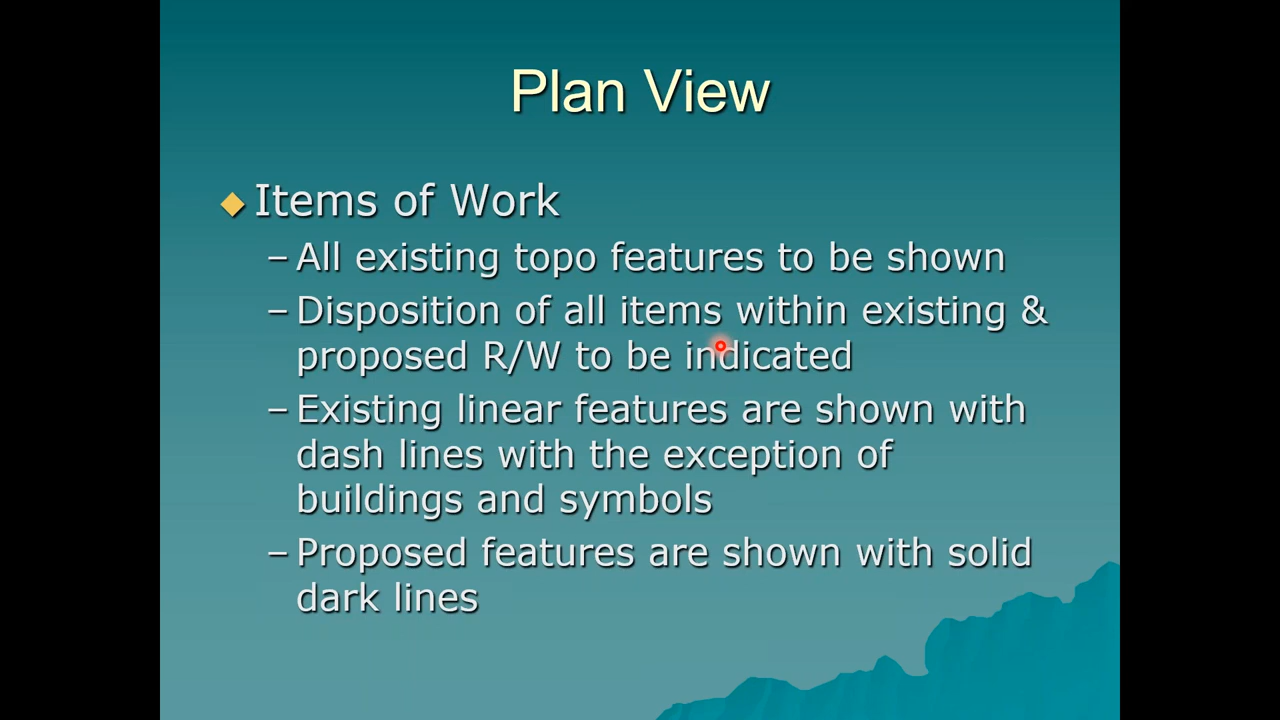 Plan View
Items of Work
– All existing topo features to be shown
– Disposition of all items within existing &
proposed R/W to be indicated
– Existing linear features are shown with
dash lines with the exception of
buildings and symbols
– Proposed features are shown with solid
dark lines